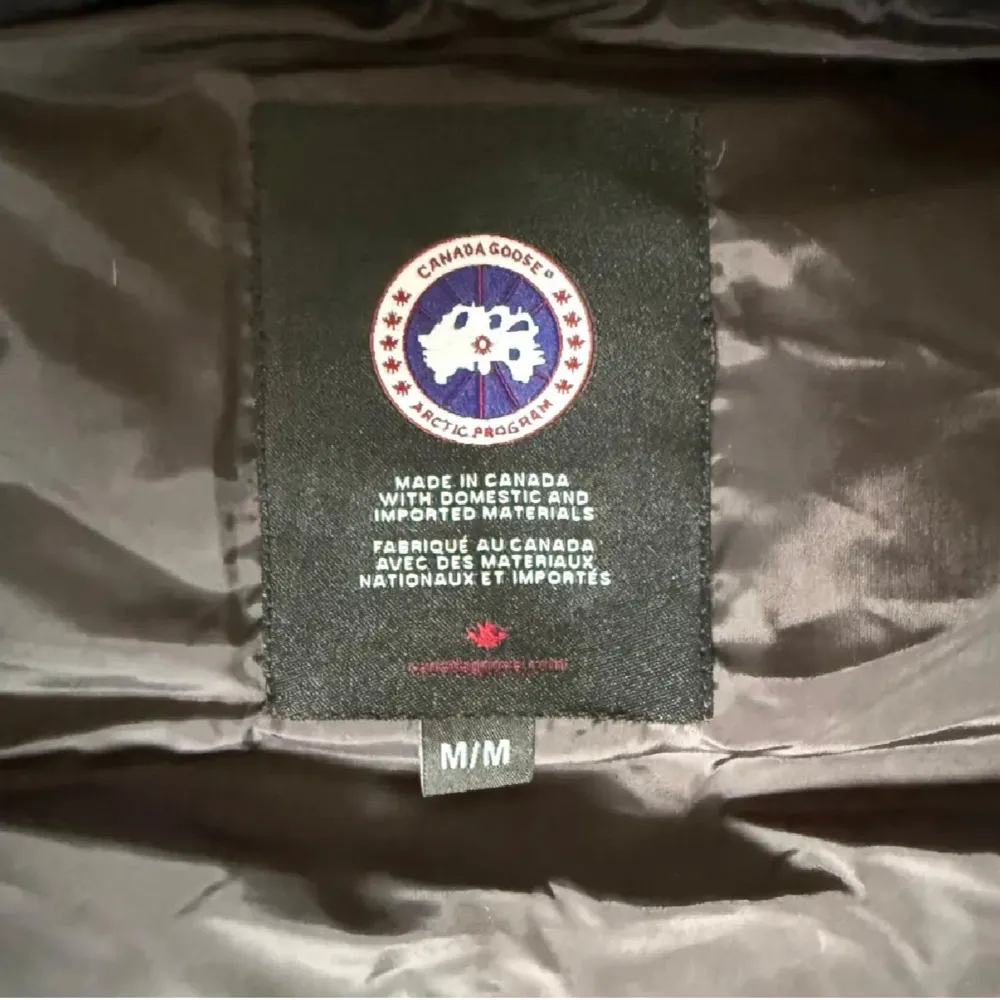 CANADA GOOSE
ARCTIC PROGRAM
MADE IN CANADA
WITH DOMESTIC AND
IMPORTED MATERIALS
FABRIQUÉ AU CANADA
AVEC DES MATERIAUX
NATIONAUX ET IMPORTÉS
M/M